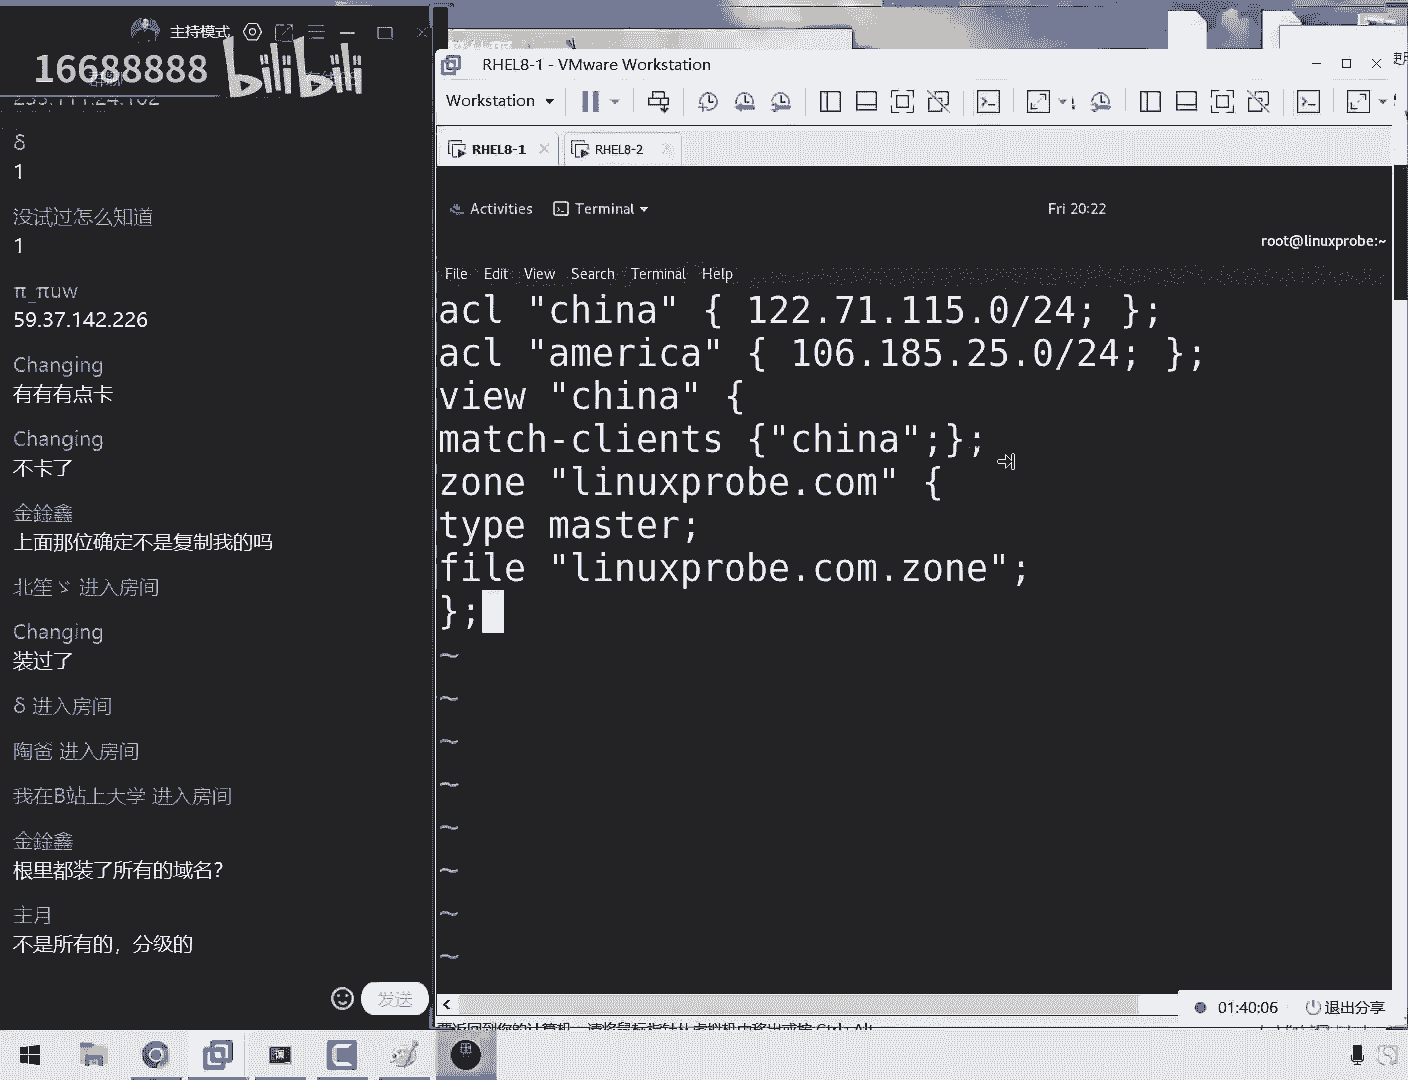 主持模式
16688888 bilibili
δ
1
没试过怎么知道
1
π_πuw
59.37.142.226
Changing
有有有点卡
Changing
不卡了
金鍂鑫
上面那位确定不是复制我的吗
北笙ゞ 进入房间
Changing
装过了
δ 进入房间
陶爸 进入房间
我在B站上大学 进入房间
金鍂鑫
根里都装了所有的域名？
主月
不是所有的，分级的
发送
RHEL8-1 - VMware Workstation
Workstation
RHEL8-1
RHEL8-2
Activities
Terminal
Fri 20:22
root@linuxprobe:~
File Edit View Search Terminal Help
acl "china" { 122.71.115.0/24; };
acl "america" { 106.185.25.0/24; };
view "china" {
match-clients {"china";};
zone "linuxprobe.com" {
type master;
file "linuxprobe.com.zone";
};
~
~
~
~
~
~
~
~
01:40:06
退出分享